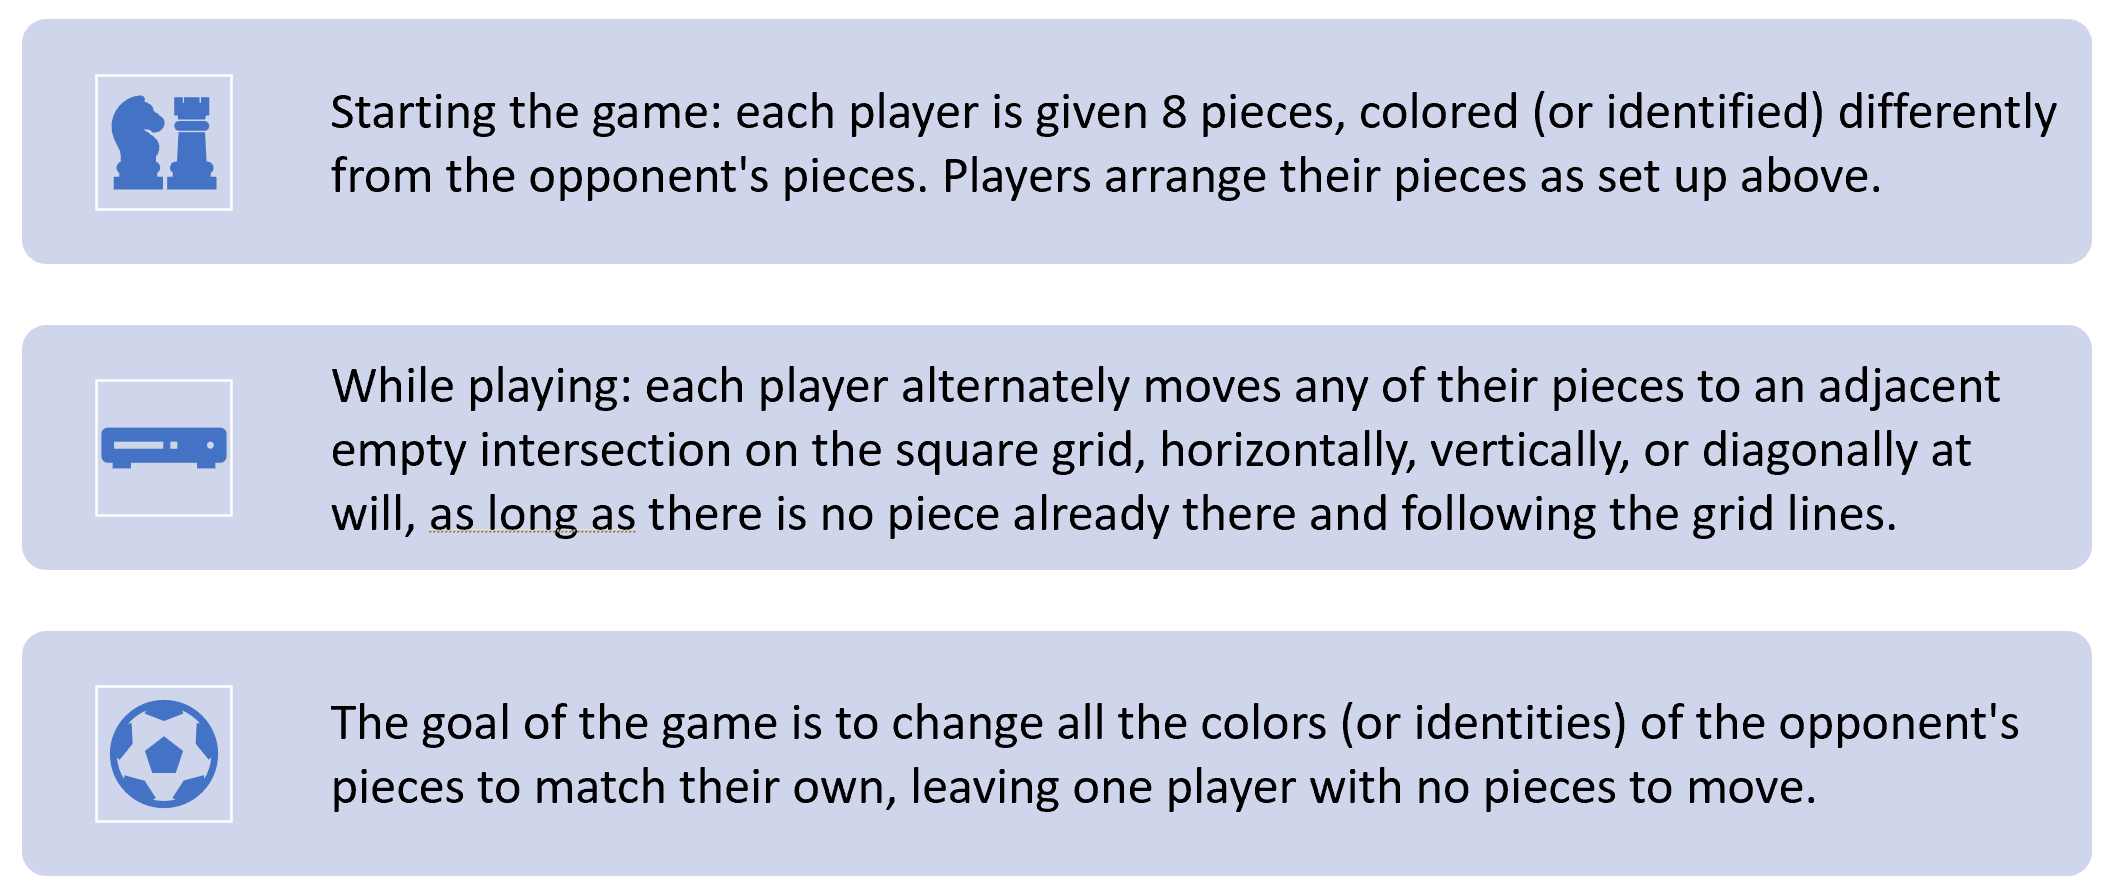 Starting the game: each player is given 8 pieces, colored (or identified) differently
from the opponent's pieces. Players arrange their pieces as set up above.
While playing: each player alternately moves any of their pieces to an adjacent
empty intersection on the square grid, horizontally, vertically, or diagonally at
will, as long as there is no piece already there and following the grid lines.
The goal of the game is to change all the colors (or identities) of the opponent's
pieces to match their own, leaving one player with no pieces to move.